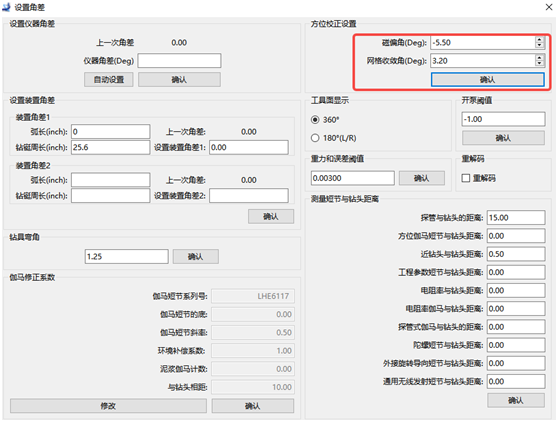 设置角差
设置仪器角差
上一次角差 0.00
仪器角差(Deg)
自动设置 确认
设置装置角差
装置角差1
弧长(inch): 0 上一次角差: 0.00
钻铤周长(inch): 25.6 设置装置角差1: 0.00
装置角差2
弧长(inch): 上一次角差: 0.00
钻铤周长(inch): 设置装置角差2:
确认
钻具弯角
1.25 确认
伽马修正系数
伽马短节系列号: LHE6117
伽马短节的底: 0.00
伽马短节斜率: 0.50
环境补偿系数: 1.00
泥浆伽马计数: 0.00
与钻头相距: 10.00
修改 确认
方位校正设置
磁偏角(Deg): -5.50
网格收敛角(Deg): 3.20
确认
工具面显示
360°
180°(L/R)
开泵阈值
-1.00
确认
重力和误差阈值
0.00300 确认
重解码
重解码
测量短节与钻头距离
探管与钻头的距离: 15.00
方位伽马短节与钻头距离: 0.00
近钻头与钻头距离: 0.50
工程参数短节与钻头距离: 0.00
电阻率与钻头距离: 0.00
电阻率伽马与钻头距离: 0.00
探管式伽马与钻头的距离: 0.00
陀螺短节与钻头距离: 0.00
外接旋转导向短节与钻头距离: 0.00
通用无线发射短节与钻头距离: 0.00
确认